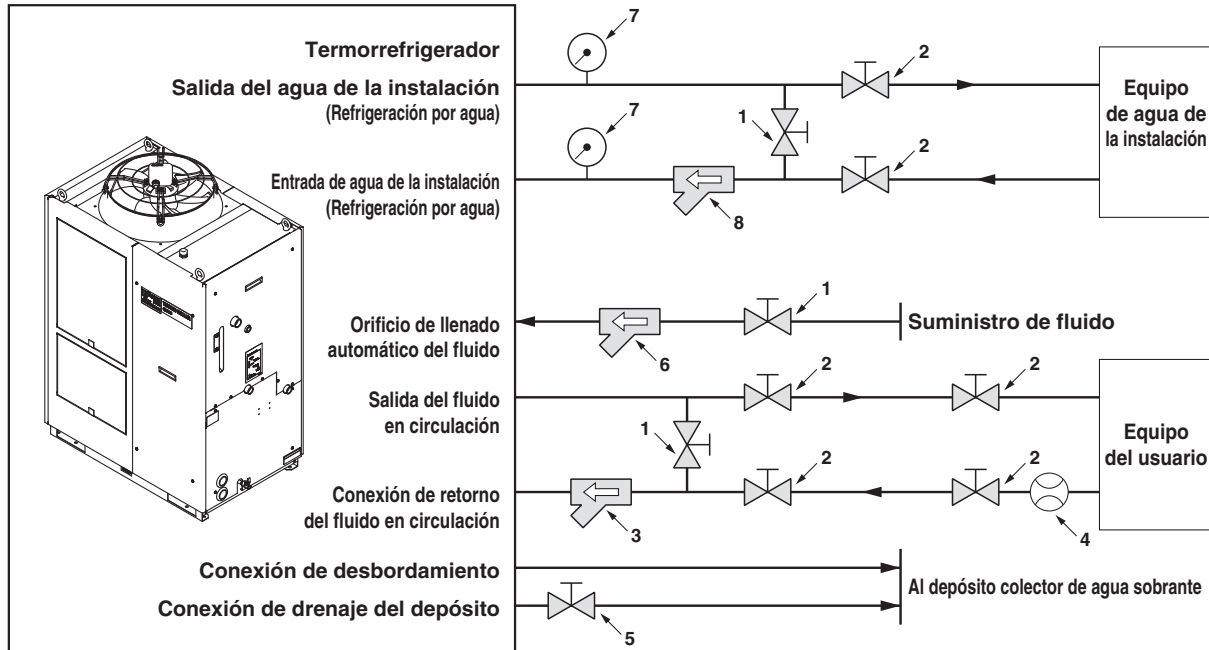 Termorrefrigerador
Salida del agua de la instalación
(Refrigeración por agua)
Entrada de agua de la instalación
(Refrigeración por agua)
7
7
1
2
2
8
Equipo
de agua de
la instalación
Orificio de llenado
automático del fluido
6
1
Suministro de fluido
Salida del fluido
en circulación
1
2
2
Equipo
del usuario
Conexión de retorno
del fluido en circulación
3
2
2
4
Conexión de desbordamiento
Conexión de drenaje del depósito
5
Al depósito colector de agua sobrante